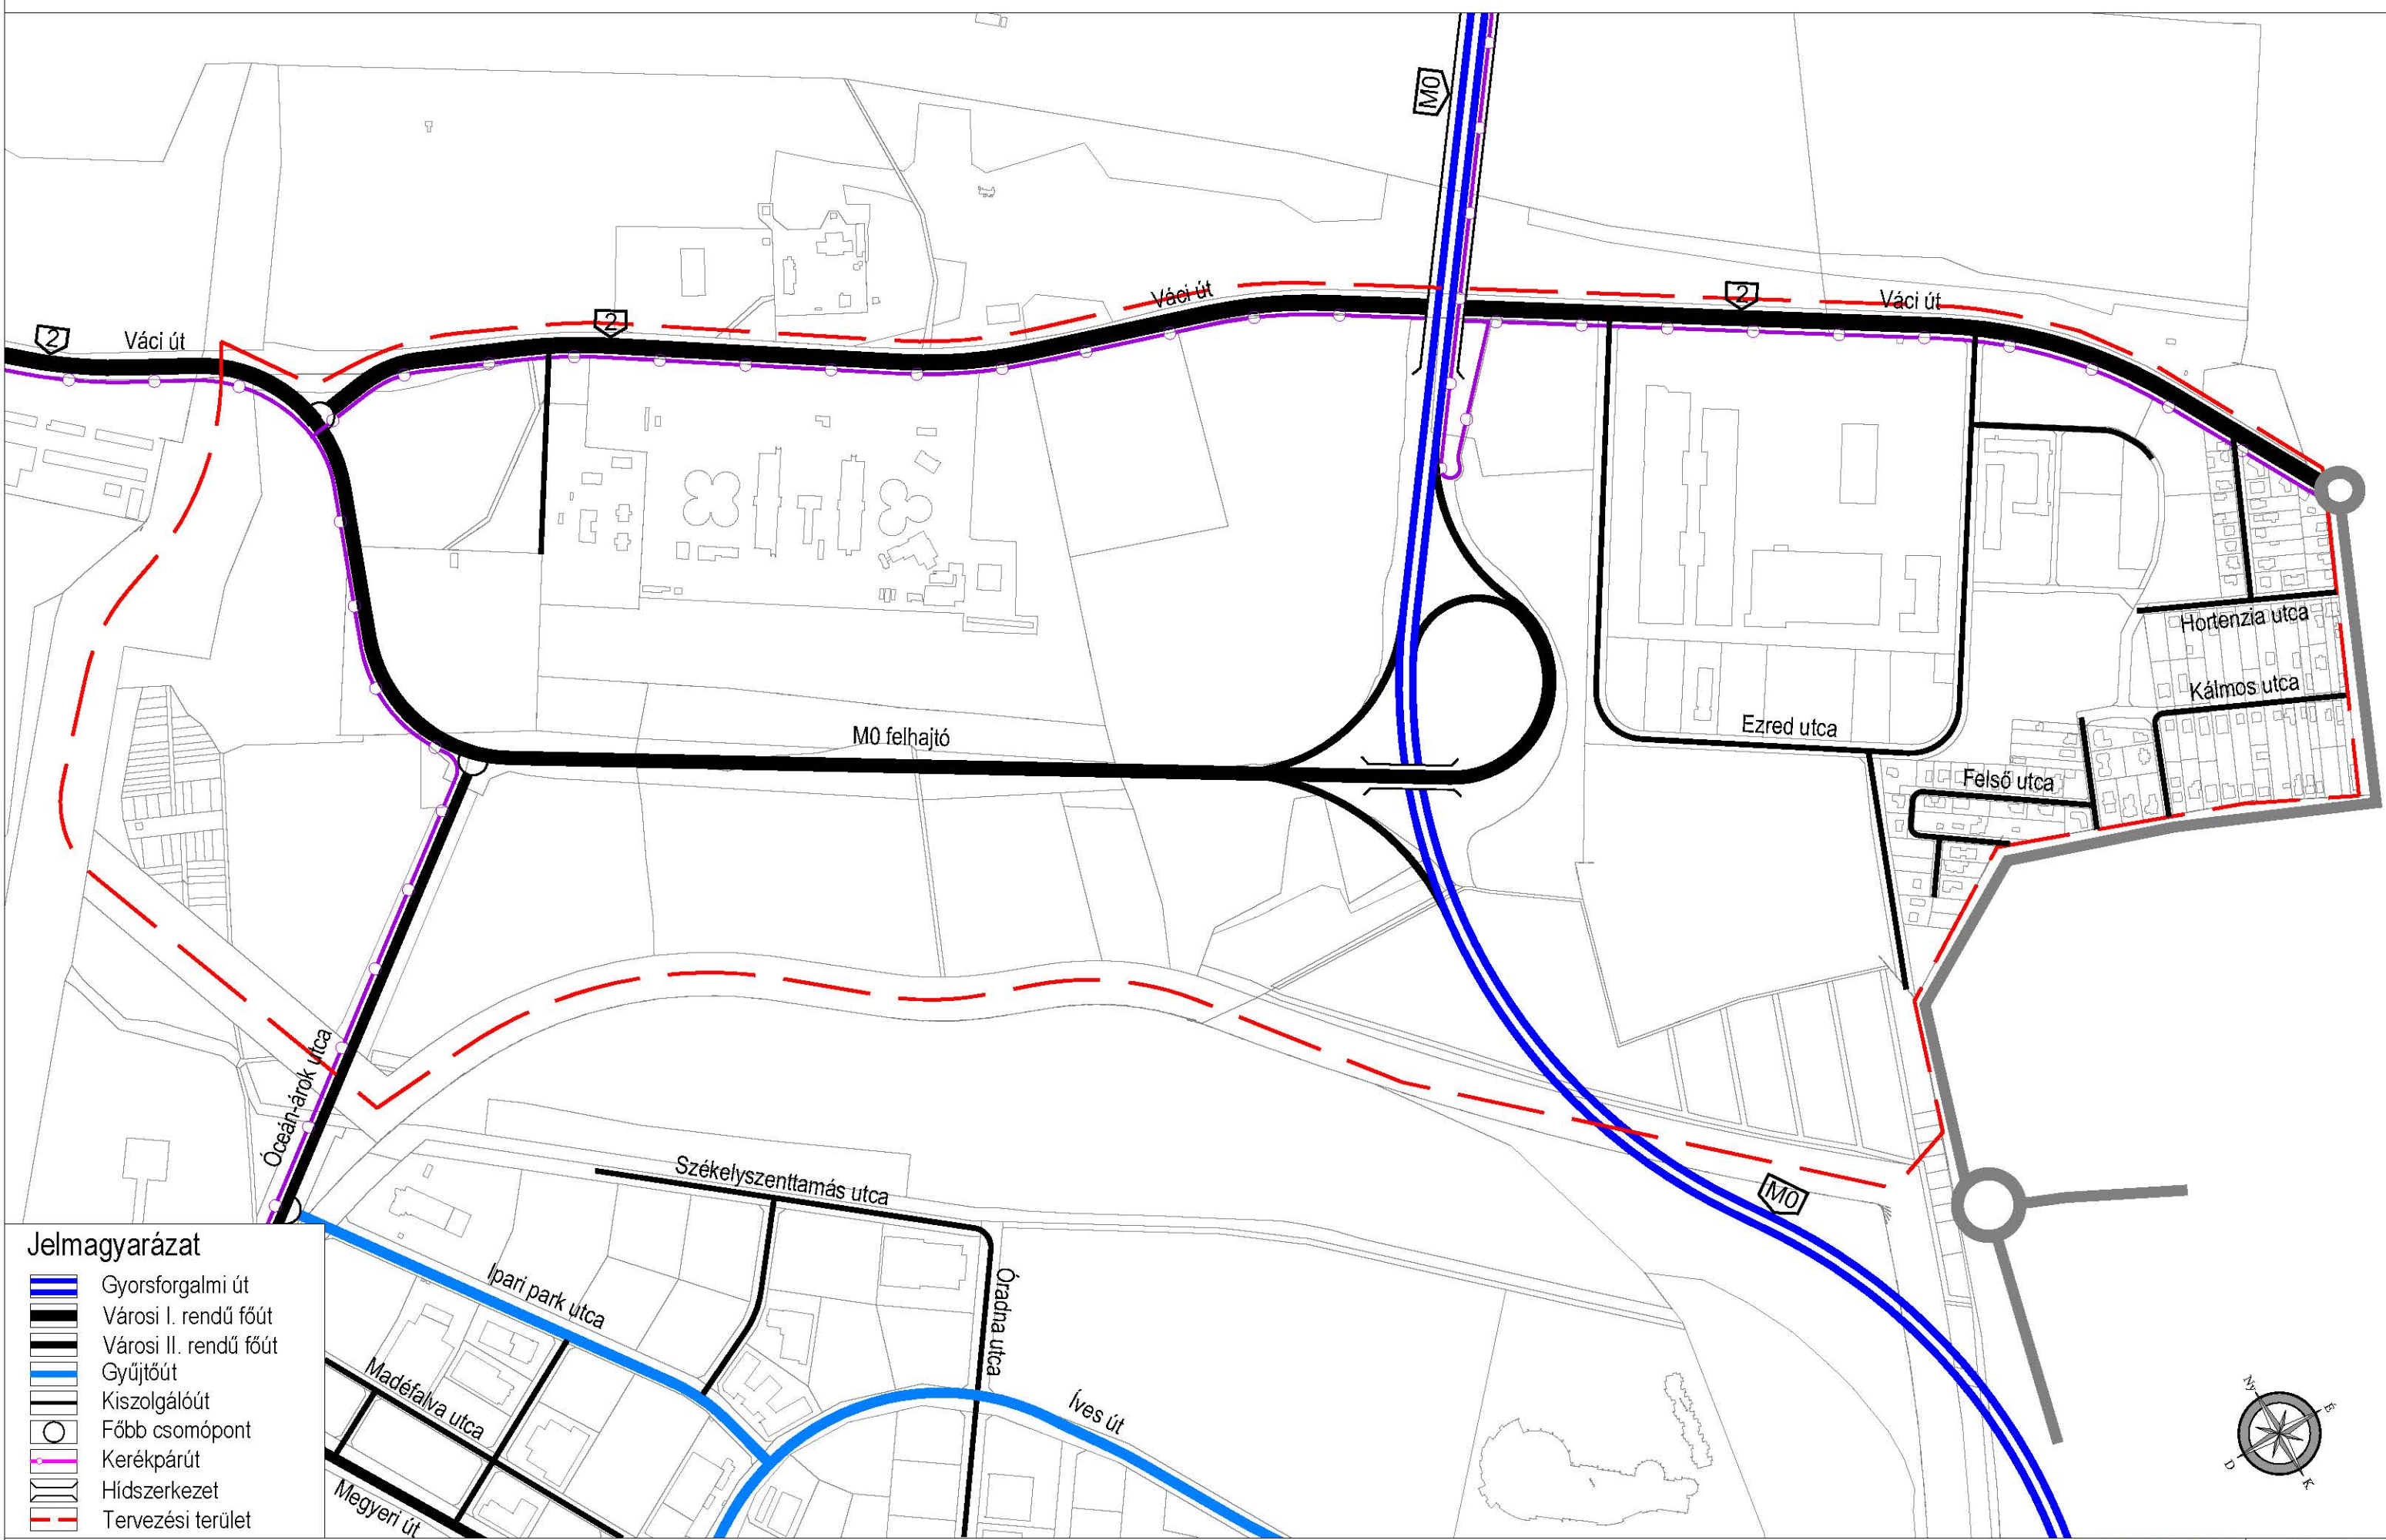 M0
2
Váci út
2
Váci út
2
Váci út
Hortenzia utca
Kálmos utca
Ezred utca
M0 felhajtó
Felső utca
Óceán-árok utca
Székelyszenttamás utca
M0
Ipari park utca
Óradna utca
Íves út
Madéfalva utca
Megyeri út
Jelmagyarázat
Gyorsforgalmi út
Városi I. rendű főút
Városi II. rendű főút
Gyűjtőút
Kiszolgálóút
Főbb csomópont
Kerékpárút
Hídszerkezet
Tervezési terület
Ny
É
D
K